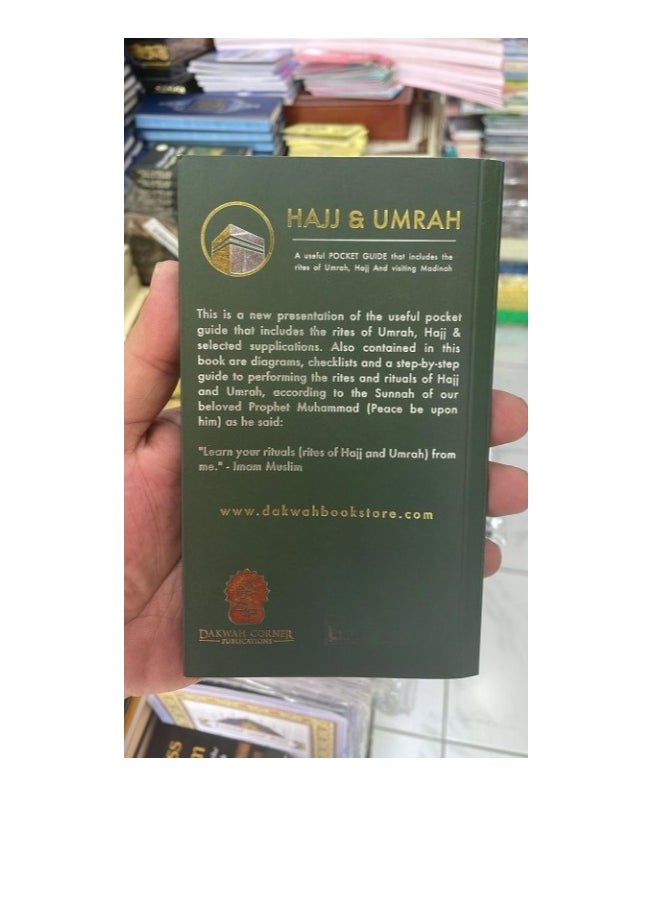 HAJJ & UMRAH
A useful POCKET GUIDE that includes the
rites of Umrah, Hajj And visiting Madinah
This is a new presentation of the useful pocket
guide that includes the rites of Umrah, Hajj &
selected supplications. Also contained in this
book are diagrams, checklists and a step-by-step
guide to performing the rites and rituals of Hajj
and Umrah, according to the Sunnah of our
beloved Prophet Muhammad (Peace be upon
him) as he said:
"Learn your rituals (rites of Hajj and Umrah) from
me." - Imam Muslim
www.dakwahbookstore.com
DAKWAH CORNER
PUBLICATIONS